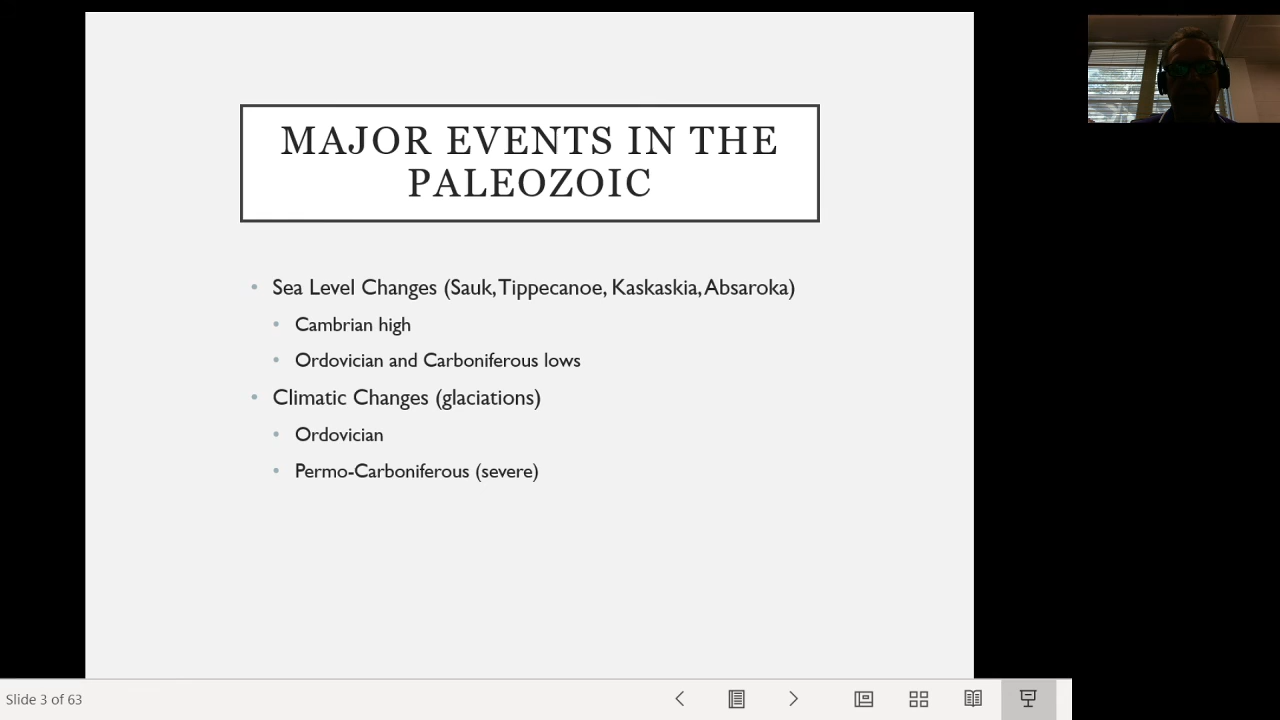 MAJOR EVENTS IN THE
PALEOZOIC
• Sea Level Changes (Sauk, Tippecanoe, Kaskaskia, Absaroka)
• Cambrian high
• Ordovician and Carboniferous lows
• Climatic Changes (glaciations)
• Ordovician
• Permo-Carboniferous (severe)
Slide 3 of 63